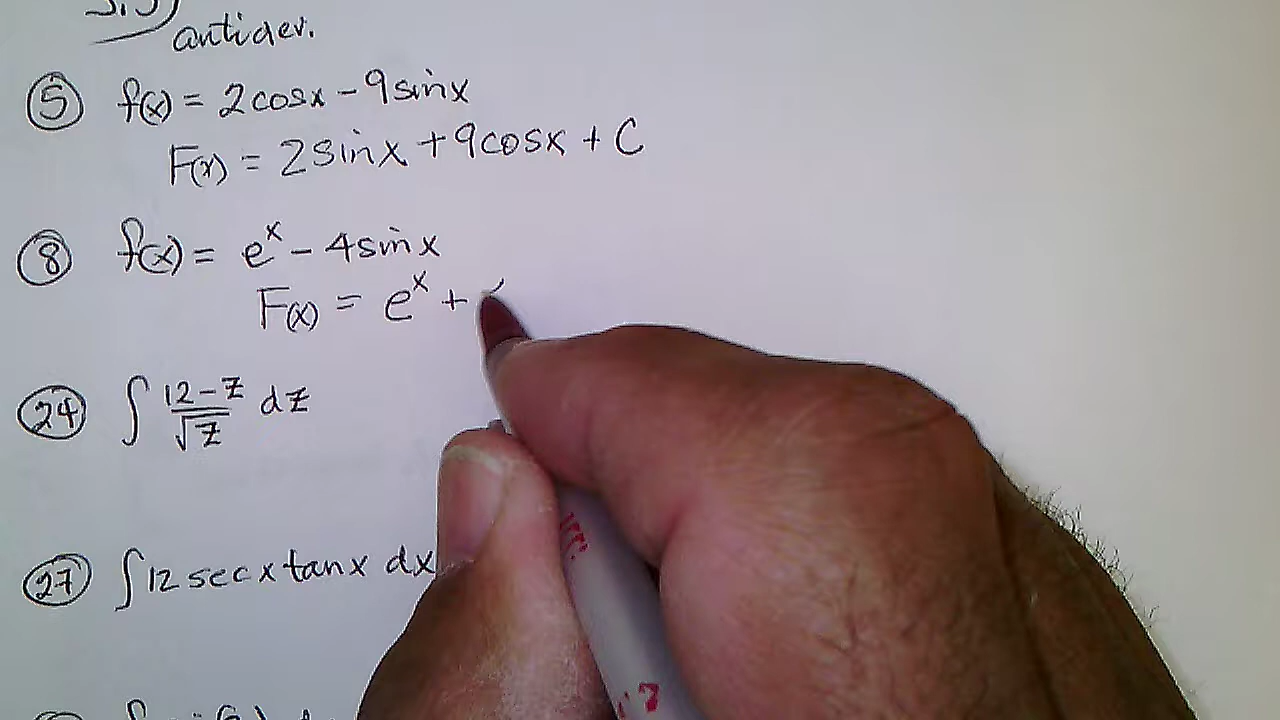 antider.
⑤ f(x) = 2cosx - 9sinx
F(x) = 2sinx + 9cosx + C
⑧ f(x) = e^x - 4sinx
F(x) = e^x +
㉔ ∫ (12-z)/√z dz
㉗ ∫ 12 secx tanx dx